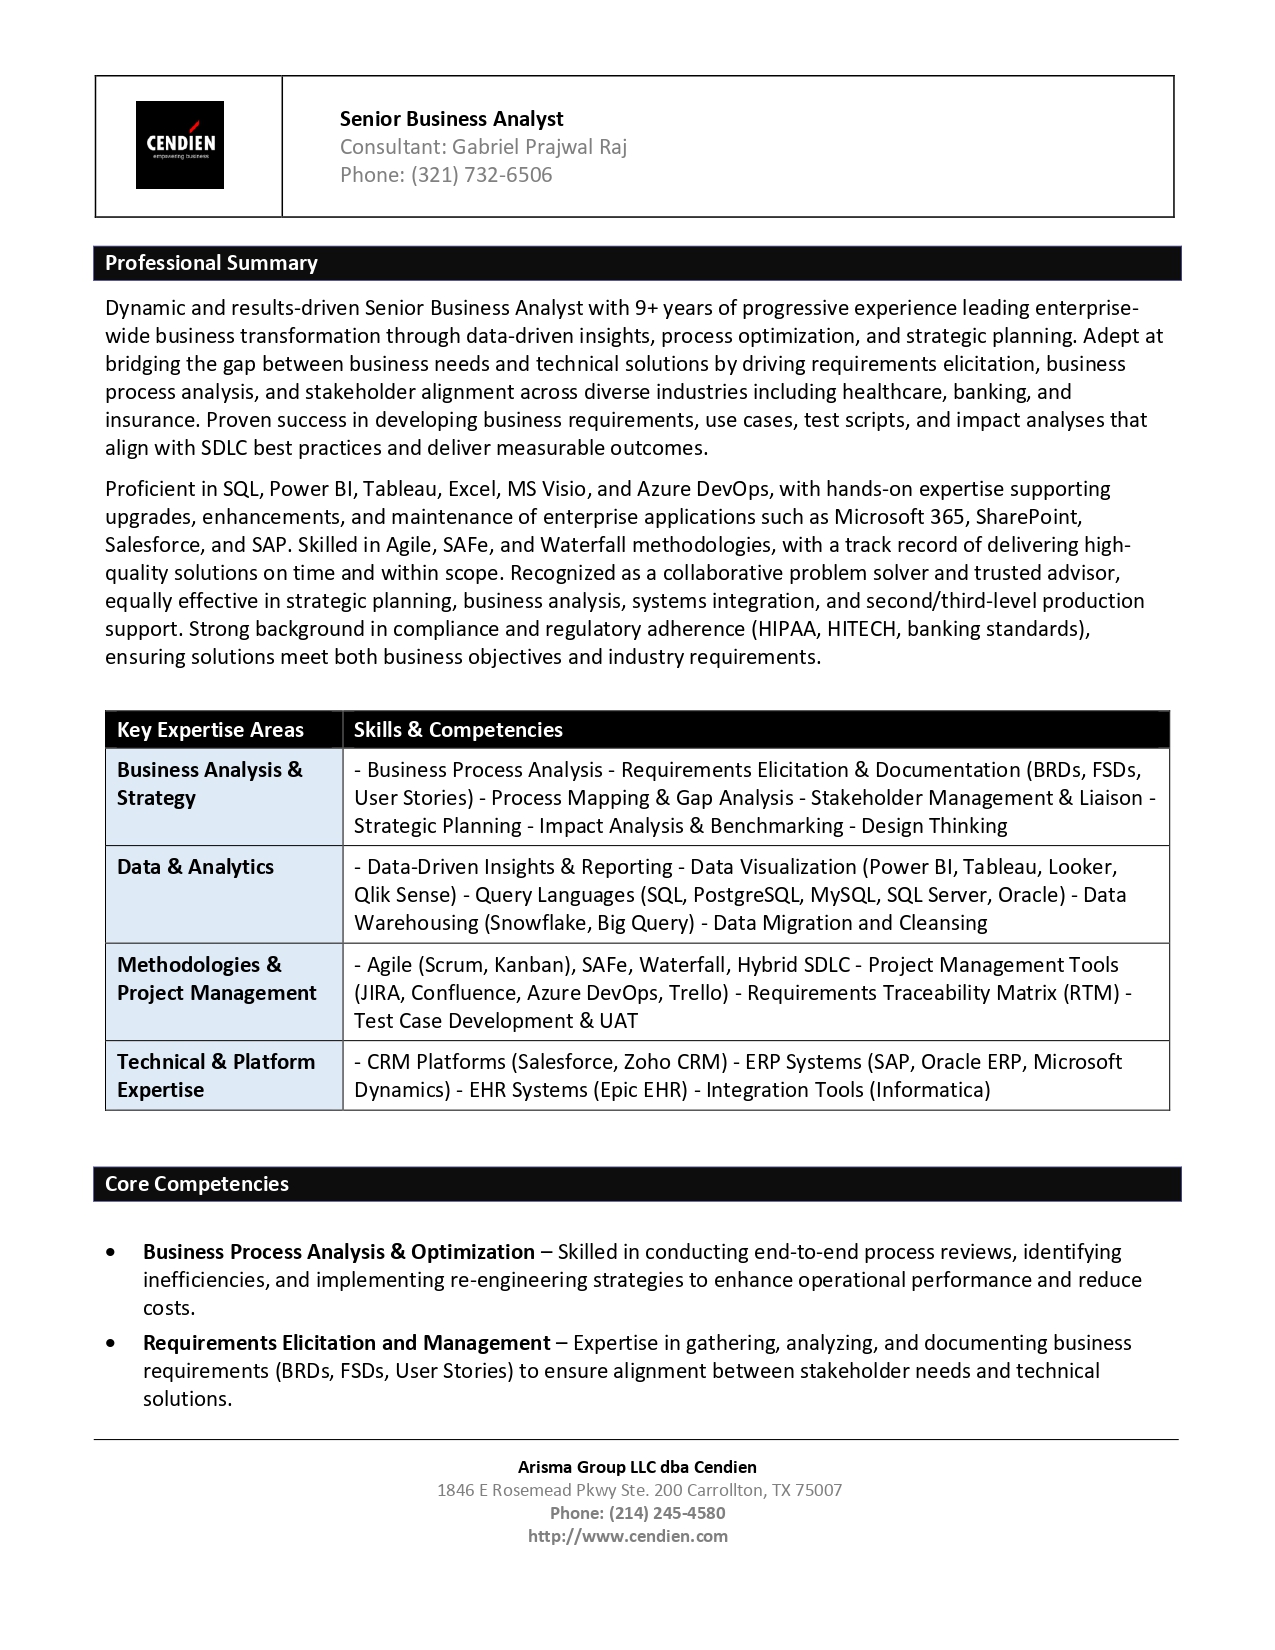 CENDIEN
empowering business
Senior Business Analyst
Consultant: Gabriel Prajwal Raj
Phone: (321) 732-6506
Professional Summary
Dynamic and results-driven Senior Business Analyst with 9+ years of progressive experience leading enterprise-
wide business transformation through data-driven insights, process optimization, and strategic planning. Adept at
bridging the gap between business needs and technical solutions by driving requirements elicitation, business
process analysis, and stakeholder alignment across diverse industries including healthcare, banking, and
insurance. Proven success in developing business requirements, use cases, test scripts, and impact analyses that
align with SDLC best practices and deliver measurable outcomes.
Proficient in SQL, Power BI, Tableau, Excel, MS Visio, and Azure DevOps, with hands-on expertise supporting
upgrades, enhancements, and maintenance of enterprise applications such as Microsoft 365, SharePoint,
Salesforce, and SAP. Skilled in Agile, SAFe, and Waterfall methodologies, with a track record of delivering high-
quality solutions on time and within scope. Recognized as a collaborative problem solver and trusted advisor,
equally effective in strategic planning, business analysis, systems integration, and second/third-level production
support. Strong background in compliance and regulatory adherence (HIPAA, HITECH, banking standards),
ensuring solutions meet both business objectives and industry requirements.
Key Expertise Areas
Skills & Competencies
Business Analysis &
Strategy
- Business Process Analysis - Requirements Elicitation & Documentation (BRDs, FSDs,
User Stories) - Process Mapping & Gap Analysis - Stakeholder Management & Liaison -
Strategic Planning - Impact Analysis & Benchmarking - Design Thinking
Data & Analytics
- Data-Driven Insights & Reporting - Data Visualization (Power BI, Tableau, Looker,
Qlik Sense) - Query Languages (SQL, PostgreSQL, MySQL, SQL Server, Oracle) - Data
Warehousing (Snowflake, Big Query) - Data Migration and Cleansing
Methodologies &
Project Management
- Agile (Scrum, Kanban), SAFe, Waterfall, Hybrid SDLC - Project Management Tools
(JIRA, Confluence, Azure DevOps, Trello) - Requirements Traceability Matrix (RTM) -
Test Case Development & UAT
Technical & Platform
Expertise
- CRM Platforms (Salesforce, Zoho CRM) - ERP Systems (SAP, Oracle ERP, Microsoft
Dynamics) - EHR Systems (Epic EHR) - Integration Tools (Informatica)
Core Competencies
• Business Process Analysis & Optimization – Skilled in conducting end-to-end process reviews, identifying
inefficiencies, and implementing re-engineering strategies to enhance operational performance and reduce
costs.
• Requirements Elicitation and Management – Expertise in gathering, analyzing, and documenting business
requirements (BRDs, FSDs, User Stories) to ensure alignment between stakeholder needs and technical
solutions.
Arisma Group LLC dba Cendien
1846 E Rosemead Pkwy Ste. 200 Carrollton, TX 75007
Phone: (214) 245-4580
http://www.cendien.com